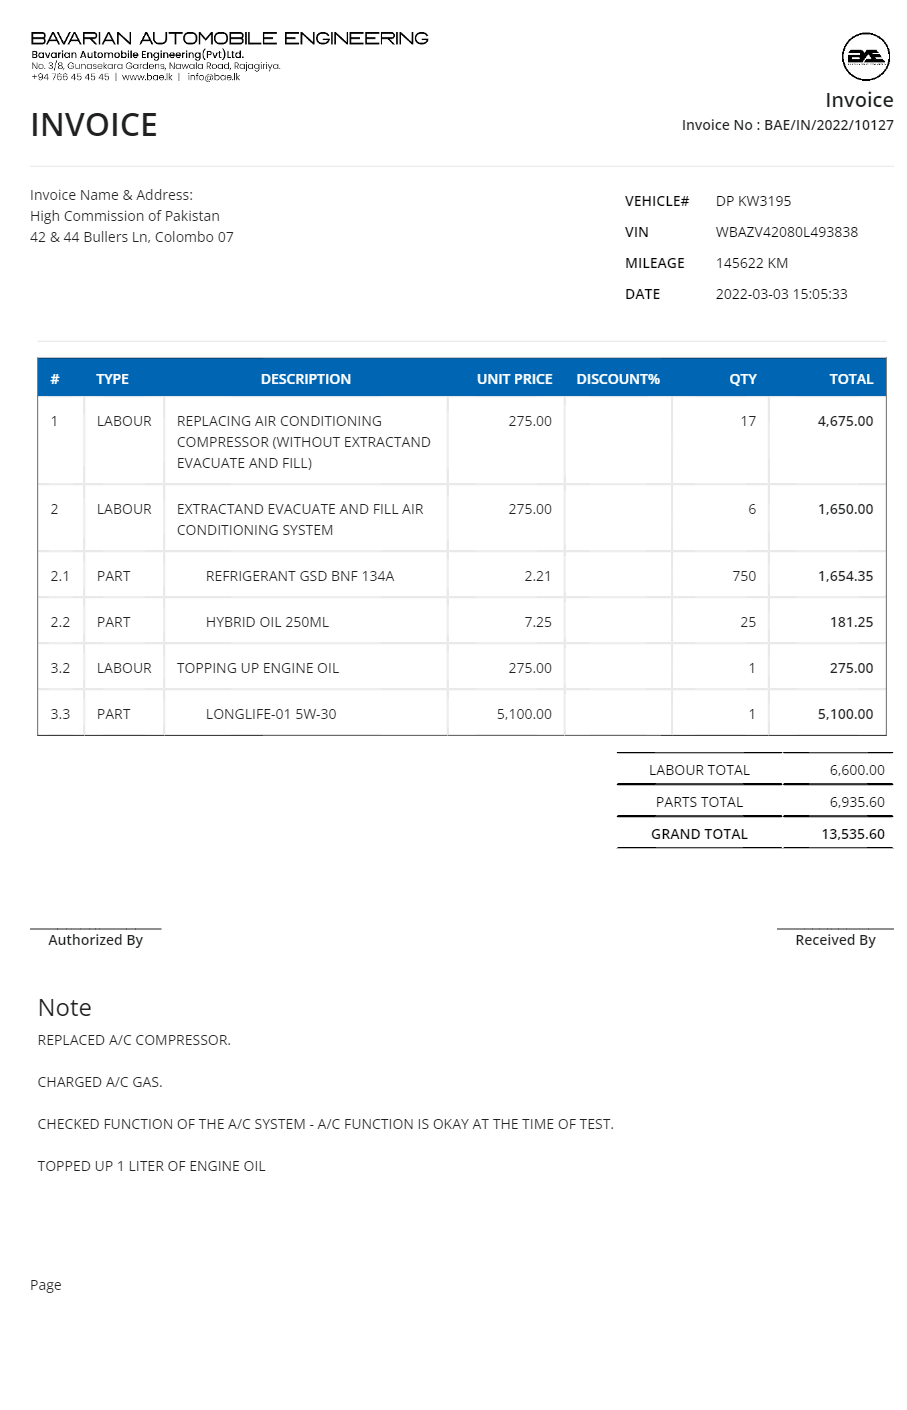 BAVARIAN AUTOMOBILE ENGINEERING
Bavarian Automobile Engineering(Pvt)Ltd.
No. 3/8, Gunasekara Gardens, Nawala Road, Rajagiriya.
+94 766 45 45 45 | www.bae.lk | info@bae.lk
BAE
Invoice
INVOICE
Invoice No : BAE/IN/2022/10127
Invoice Name & Address:
High Commission of Pakistan
42 & 44 Bullers Ln, Colombo 07
VEHICLE# DP KW3195
VIN WBAZV42080L493838
MILEAGE 145622 KM
DATE 2022-03-03 15:05:33
# TYPE DESCRIPTION UNIT PRICE DISCOUNT% QTY TOTAL
1 LABOUR REPLACING AIR CONDITIONING 275.00 17 4,675.00
COMPRESSOR (WITHOUT EXTRACTAND
EVACUATE AND FILL)
2 LABOUR EXTRACTAND EVACUATE AND FILL AIR 275.00 6 1,650.00
CONDITIONING SYSTEM
2.1 PART REFRIGERANT GSD BNF 134A 2.21 750 1,654.35
2.2 PART HYBRID OIL 250ML 7.25 25 181.25
3.2 LABOUR TOPPING UP ENGINE OIL 275.00 1 275.00
3.3 PART LONGLIFE-01 5W-30 5,100.00 1 5,100.00
LABOUR TOTAL 6,600.00
PARTS TOTAL 6,935.60
GRAND TOTAL 13,535.60
Authorized By Received By
Note
REPLACED A/C COMPRESSOR.
CHARGED A/C GAS.
CHECKED FUNCTION OF THE A/C SYSTEM - A/C FUNCTION IS OKAY AT THE TIME OF TEST.
TOPPED UP 1 LITER OF ENGINE OIL
Page